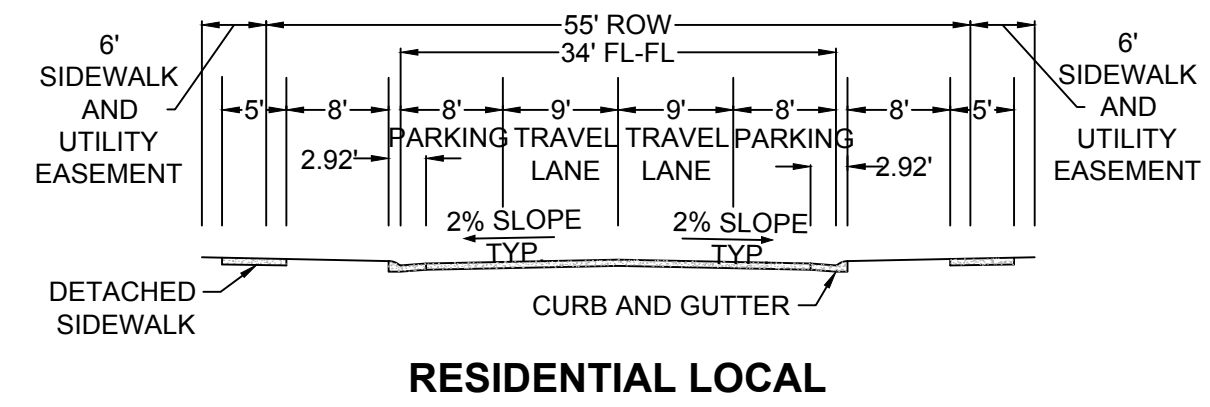 55' ROW
34' FL-FL
6'
SIDEWALK
AND
UTILITY
EASEMENT
6'
SIDEWALK
AND
UTILITY
EASEMENT
5'
8'
8'
PARKING
9'
TRAVEL
LANE
9'
TRAVEL
LANE
8'
PARKING
8'
5'
2.92'
2.92'
2% SLOPE
TYP
2% SLOPE
TYP
DETACHED
SIDEWALK
CURB AND GUTTER
RESIDENTIAL LOCAL